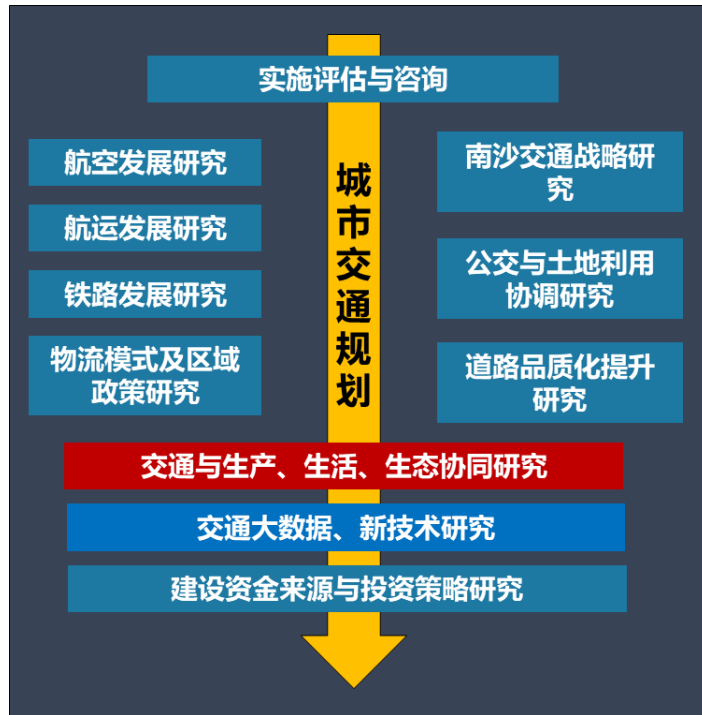 实施评估与咨询
航空发展研究
航运发展研究
铁路发展研究
物流模式及区域
政策研究
城市交通规划
南沙交通战略研
究
公交与土地利用
协调研究
道路品质化提升
研究
交通与生产、生活、生态协同研究
交通大数据、新技术研究
建设资金来源与投资策略研究